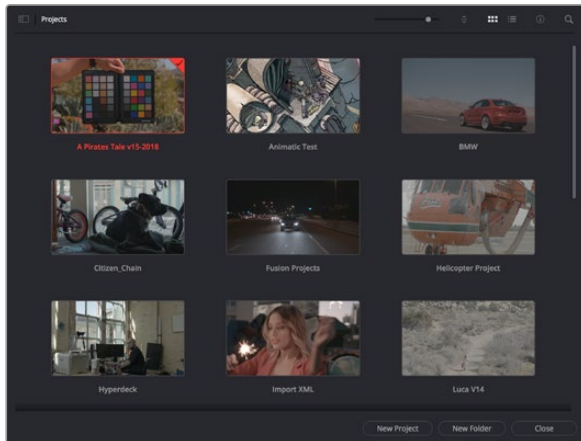 Projects
A Pirates Tale v15-2018
Animatic Test
BMW
Citizen_Chain
Fusion Projects
Helicopter Project
Hyperdeck
Import XML
Luca V14
New Project
New Folder
Close